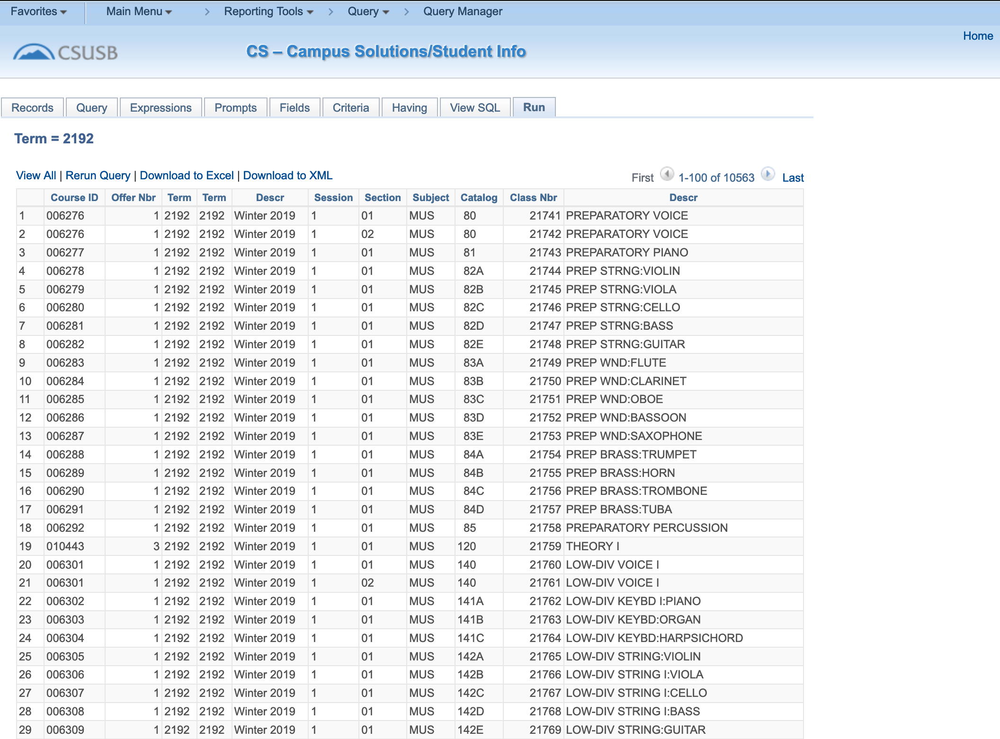 Favorites Main Menu > Reporting Tools > Query > Query Manager
Home
CSUSB
CS – Campus Solutions/Student Info
Records Query Expressions Prompts Fields Criteria Having View SQL Run
Term = 2192
View All | Rerun Query | Download to Excel | Download to XML First 1-100 of 10563 Last
Course ID Offer Nbr Term Term Descr Session Section Subject Catalog Class Nbr Descr
1 006276 1 2192 2192 Winter 2019 1 01 MUS 80 21741 PREPARATORY VOICE
2 006276 1 2192 2192 Winter 2019 1 02 MUS 80 21742 PREPARATORY VOICE
3 006277 1 2192 2192 Winter 2019 1 01 MUS 81 21743 PREPARATORY PIANO
4 006278 1 2192 2192 Winter 2019 1 01 MUS 82A 21744 PREP STRNG:VIOLIN
5 006279 1 2192 2192 Winter 2019 1 01 MUS 82B 21745 PREP STRNG:VIOLA
6 006280 1 2192 2192 Winter 2019 1 01 MUS 82C 21746 PREP STRNG:CELLO
7 006281 1 2192 2192 Winter 2019 1 01 MUS 82D 21747 PREP STRNG:BASS
8 006282 1 2192 2192 Winter 2019 1 01 MUS 82E 21748 PREP STRNG:GUITAR
9 006283 1 2192 2192 Winter 2019 1 01 MUS 83A 21749 PREP WND:FLUTE
10 006284 1 2192 2192 Winter 2019 1 01 MUS 83B 21750 PREP WND:CLARINET
11 006285 1 2192 2192 Winter 2019 1 01 MUS 83C 21751 PREP WND:OBOE
12 006286 1 2192 2192 Winter 2019 1 01 MUS 83D 21752 PREP WND:BASSOON
13 006287 1 2192 2192 Winter 2019 1 01 MUS 83E 21753 PREP WND:SAXOPHONE
14 006288 1 2192 2192 Winter 2019 1 01 MUS 84A 21754 PREP BRASS:TRUMPET
15 006289 1 2192 2192 Winter 2019 1 01 MUS 84B 21755 PREP BRASS:HORN
16 006290 1 2192 2192 Winter 2019 1 01 MUS 84C 21756 PREP BRASS:TROMBONE
17 006291 1 2192 2192 Winter 2019 1 01 MUS 84D 21757 PREP BRASS:TUBA
18 006292 1 2192 2192 Winter 2019 1 01 MUS 85 21758 PREPARATORY PERCUSSION
19 010443 3 2192 2192 Winter 2019 1 01 MUS 120 21759 THEORY I
20 006301 1 2192 2192 Winter 2019 1 01 MUS 140 21760 LOW-DIV VOICE I
21 006301 1 2192 2192 Winter 2019 1 02 MUS 140 21761 LOW-DIV VOICE I
22 006302 1 2192 2192 Winter 2019 1 01 MUS 141A 21762 LOW-DIV KEYBD I:PIANO
23 006303 1 2192 2192 Winter 2019 1 01 MUS 141B 21763 LOW-DIV KEYBD:ORGAN
24 006304 1 2192 2192 Winter 2019 1 01 MUS 141C 21764 LOW-DIV KEYBD:HARPSICHORD
25 006305 1 2192 2192 Winter 2019 1 01 MUS 142A 21765 LOW-DIV STRING:VIOLIN
26 006306 1 2192 2192 Winter 2019 1 01 MUS 142B 21766 LOW-DIV STRING I:VIOLA
27 006307 1 2192 2192 Winter 2019 1 01 MUS 142C 21767 LOW-DIV STRING I:CELLO
28 006308 1 2192 2192 Winter 2019 1 01 MUS 142D 21768 LOW-DIV STRING I:BASS
29 006309 1 2192 2192 Winter 2019 1 01 MUS 142E 21769 LOW-DIV STRING:GUITAR